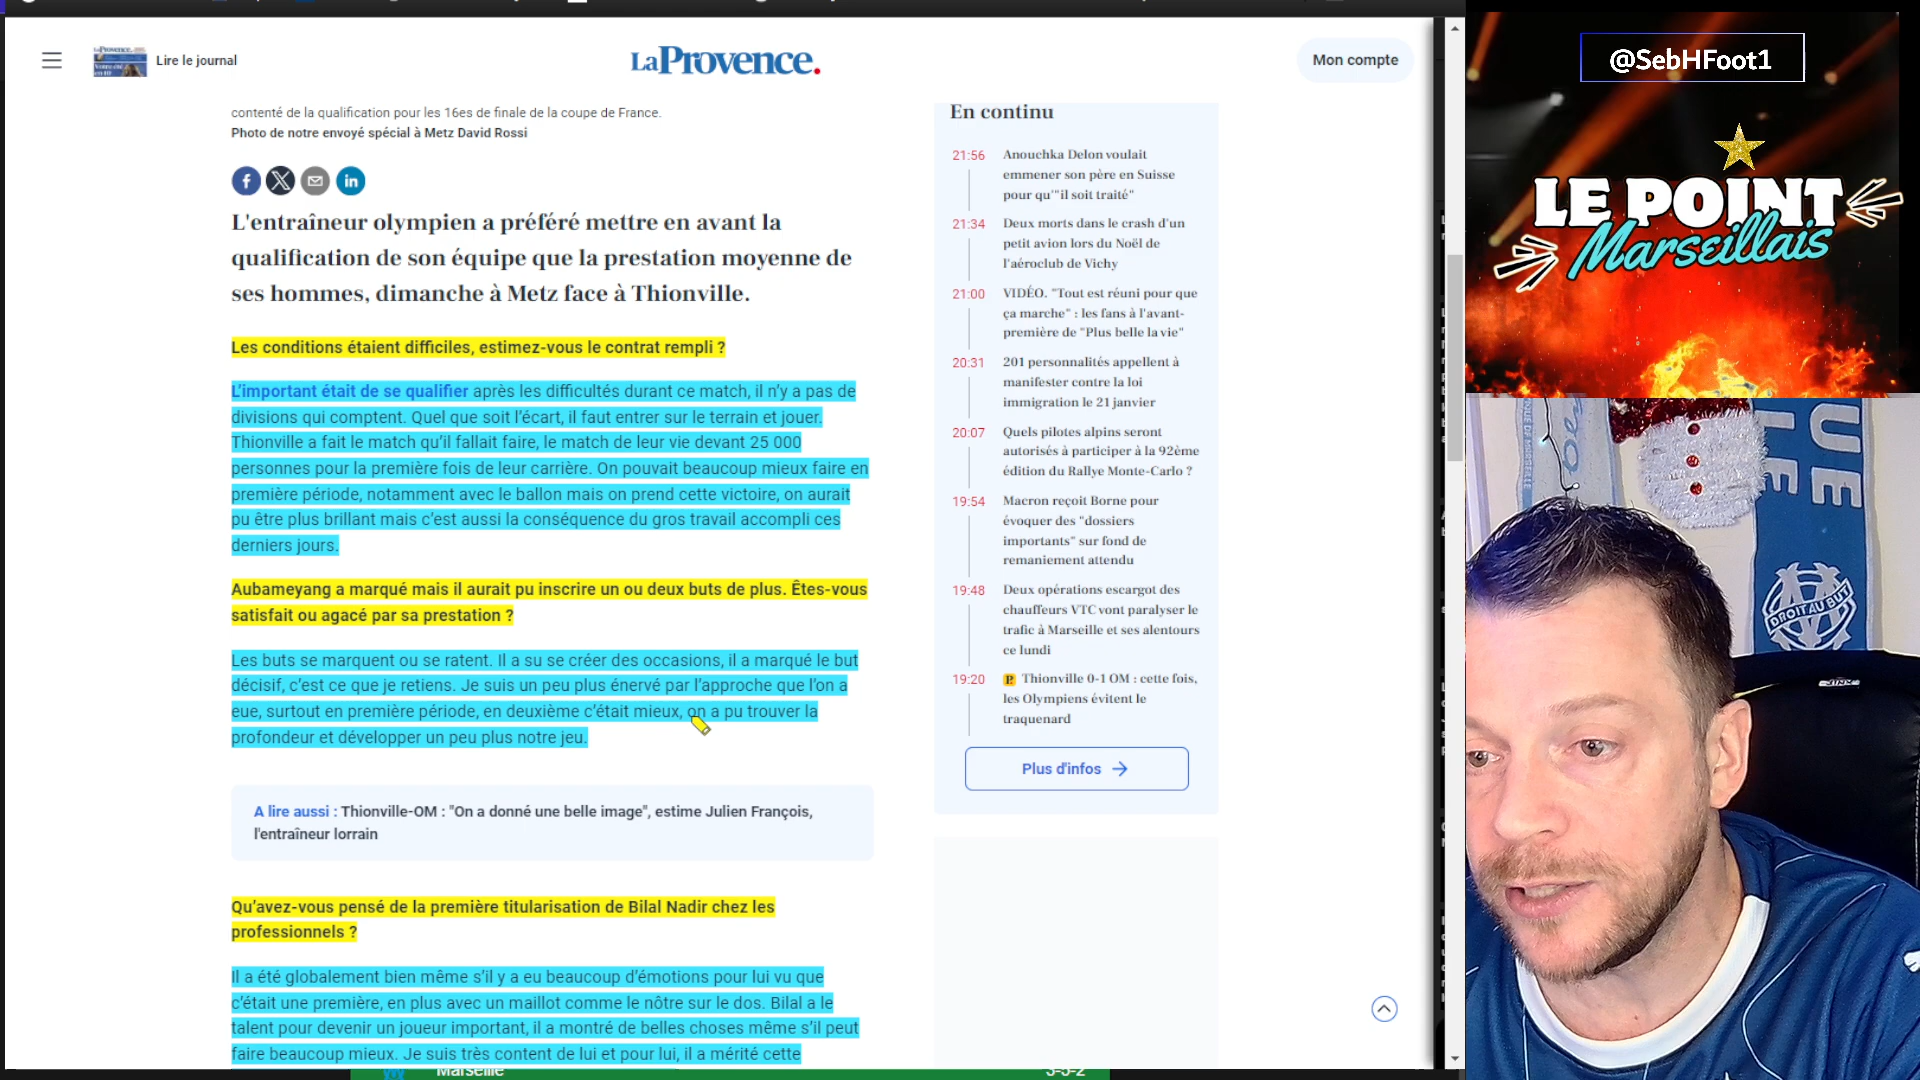 Lire le journal
LaProvence.
Mon compte
contenté de la qualification pour les 16es de finale de la coupe de France.
Photo de notre envoyé spécial à Metz David Rossi
L'entraîneur olympien a préféré mettre en avant la
qualification de son équipe que la prestation moyenne de
ses hommes, dimanche à Metz face à Thionville.
Les conditions étaient difficiles, estimez-vous le contrat rempli ?
L'important était de se qualifier après les difficultés durant ce match, il n'y a pas de
divisions qui comptent. Quel que soit l'écart, il faut entrer sur le terrain et jouer.
Thionville a fait le match qu'il fallait faire, le match de leur vie devant 25 000
personnes pour la première fois de leur carrière. On pouvait beaucoup mieux faire en
première période, notamment avec le ballon mais on prend cette victoire, on aurait
pu être plus brillant mais c'est aussi la conséquence du gros travail accompli ces
derniers jours.
Aubameyang a marqué mais il aurait pu inscrire un ou deux buts de plus. Êtes-vous
satisfait ou agacé par sa prestation ?
Les buts se marquent ou se ratent. Il a su se créer des occasions, il a marqué le but
décisif, c'est ce que je retiens. Je suis un peu plus énervé par l'approche que l'on a
eue, surtout en première période, en deuxième c'était mieux, on a pu trouver la
profondeur et développer un peu plus notre jeu.
A lire aussi : Thionville-OM : "On a donné une belle image", estime Julien François,
l'entraîneur lorrain
Qu'avez-vous pensé de la première titularisation de Bilal Nadir chez les
professionnels ?
Il a été globalement bien même s'il y a eu beaucoup d'émotions pour lui vu que
c'était une première, en plus avec un maillot comme le nôtre sur le dos. Bilal a le
talent pour devenir un joueur important, il a montré de belles choses même s'il peut
faire beaucoup mieux. Je suis très content de lui et pour lui, il a mérité cette
En continu
21:56 Anouchka Delon voulait
emmener son père en Suisse
pour qu'"il soit traité"
21:34 Deux morts dans le crash d'un
petit avion lors du Noël de
l'aéroclub de Vichy
21:00 VIDÉO. "Tout est réuni pour que
ça marche" : les fans à l'avant-
première de "Plus belle la vie"
20:31 201 personnalités appellent à
manifester contre la loi
immigration le 21 janvier
20:07 Quels pilotes alpins seront
autorisés à participer à la 92ème
édition du Rallye Monte-Carlo ?
19:54 Macron reçoit Borne pour
évoquer des "dossiers
importants" sur fond de
remaniement attendu
19:48 Deux opérations escargot des
chauffeurs VTC vont paralyser le
trafic à Marseille et ses alentours
ce lundi
19:20 P Thionville 0-1 OM : cette fois,
les Olympiens évitent le
traquenard
Plus d'infos
Marseille 3-5-2
@SebHFoot1
LE POINT
Marseillais
DROIT AU BUT